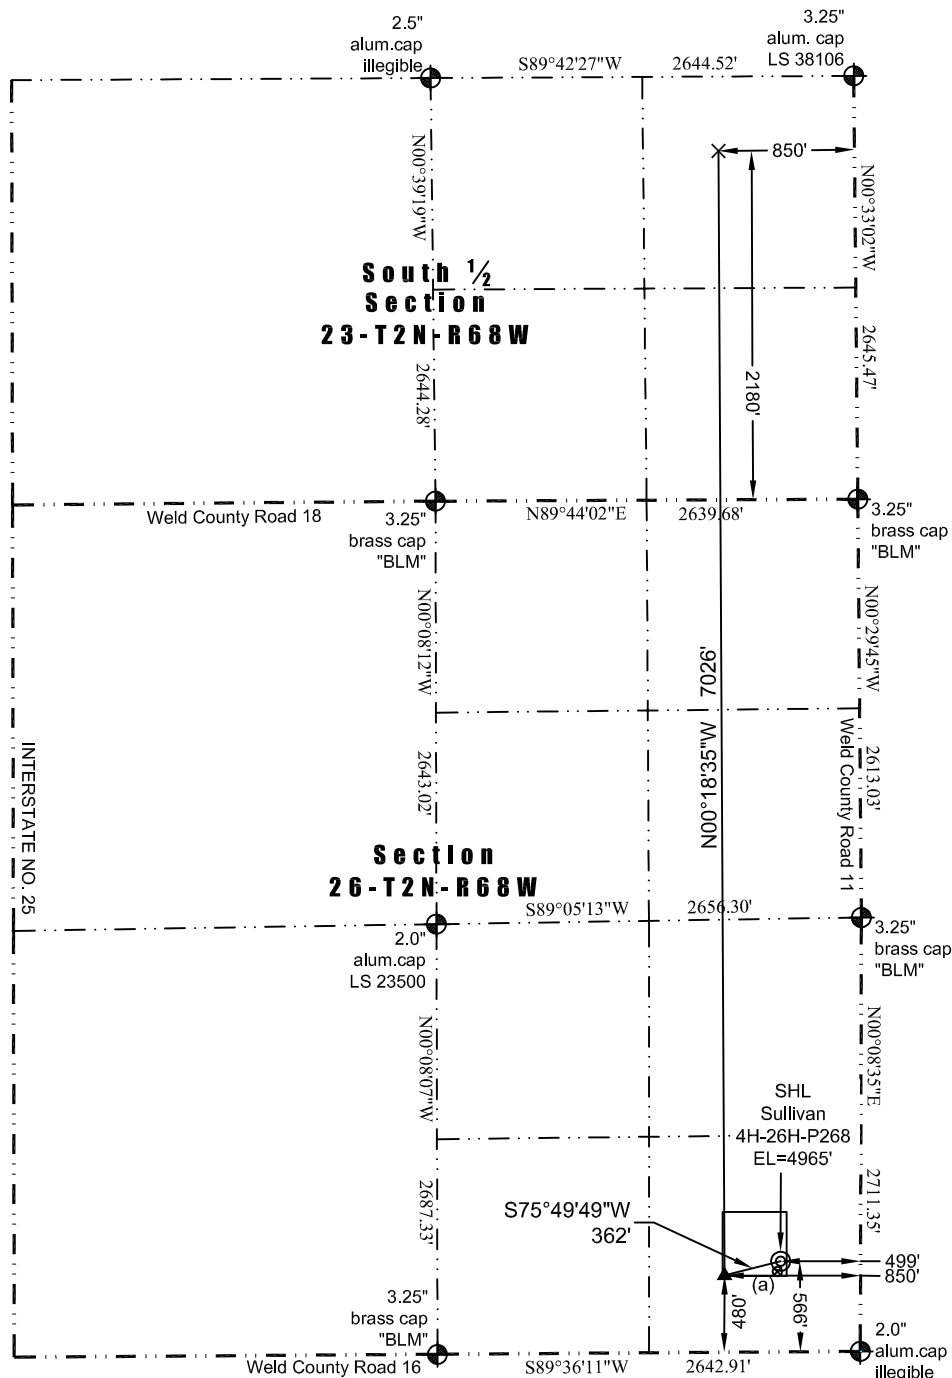 2.5"
alum.cap
illegible
3.25"
alum. cap
LS 38106
S89°42'27"W
2644.52'
850'
N00°39'19"W
2644.28'
N00°33'02"W
2645.47'
South ½
Section
23-T2N-R68W
2180'
Weld County Road 18
3.25"
brass cap
"BLM"
N89°44'02"E
2639.68'
3.25"
brass cap
"BLM"
N00°08'12"W
2643.02'
N00°18'35"W 7026'
N00°29'45"W
2613.03'
Weld County Road 11
INTERSTATE NO. 25
Section
26-T2N-R68W
S89°05'13"W
2656.30'
2.0"
alum.cap
LS 23500
3.25"
brass cap
"BLM"
N00°08'07"W
2687.33'
N00°08'35"E
2711.35'
SHL
Sullivan
4H-26H-P268
EL=4965'
S75°49'49"W
362'
499'
850'
(a)
480'
566'
3.25"
brass cap
"BLM"
Weld County Road 16
S89°36'11"W
2642.91'
2.0"
alum.cap
illegible